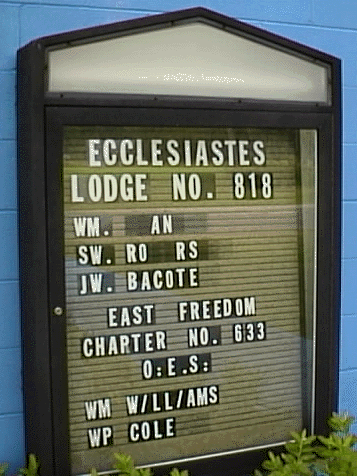 ECCLESIASTES
LODGE NO. 818
WM. AN
SW. RO RS
JW. BACOTE
EAST FREEDOM
CHARTER NO. 633
O:E.S:
WM W/LL/AMS
WP COLE